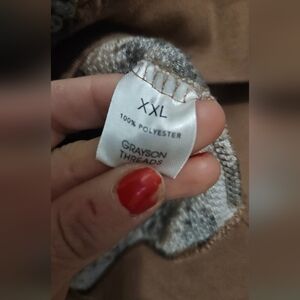 XXL
100% POLYESTER
GRAYSON
THREADS